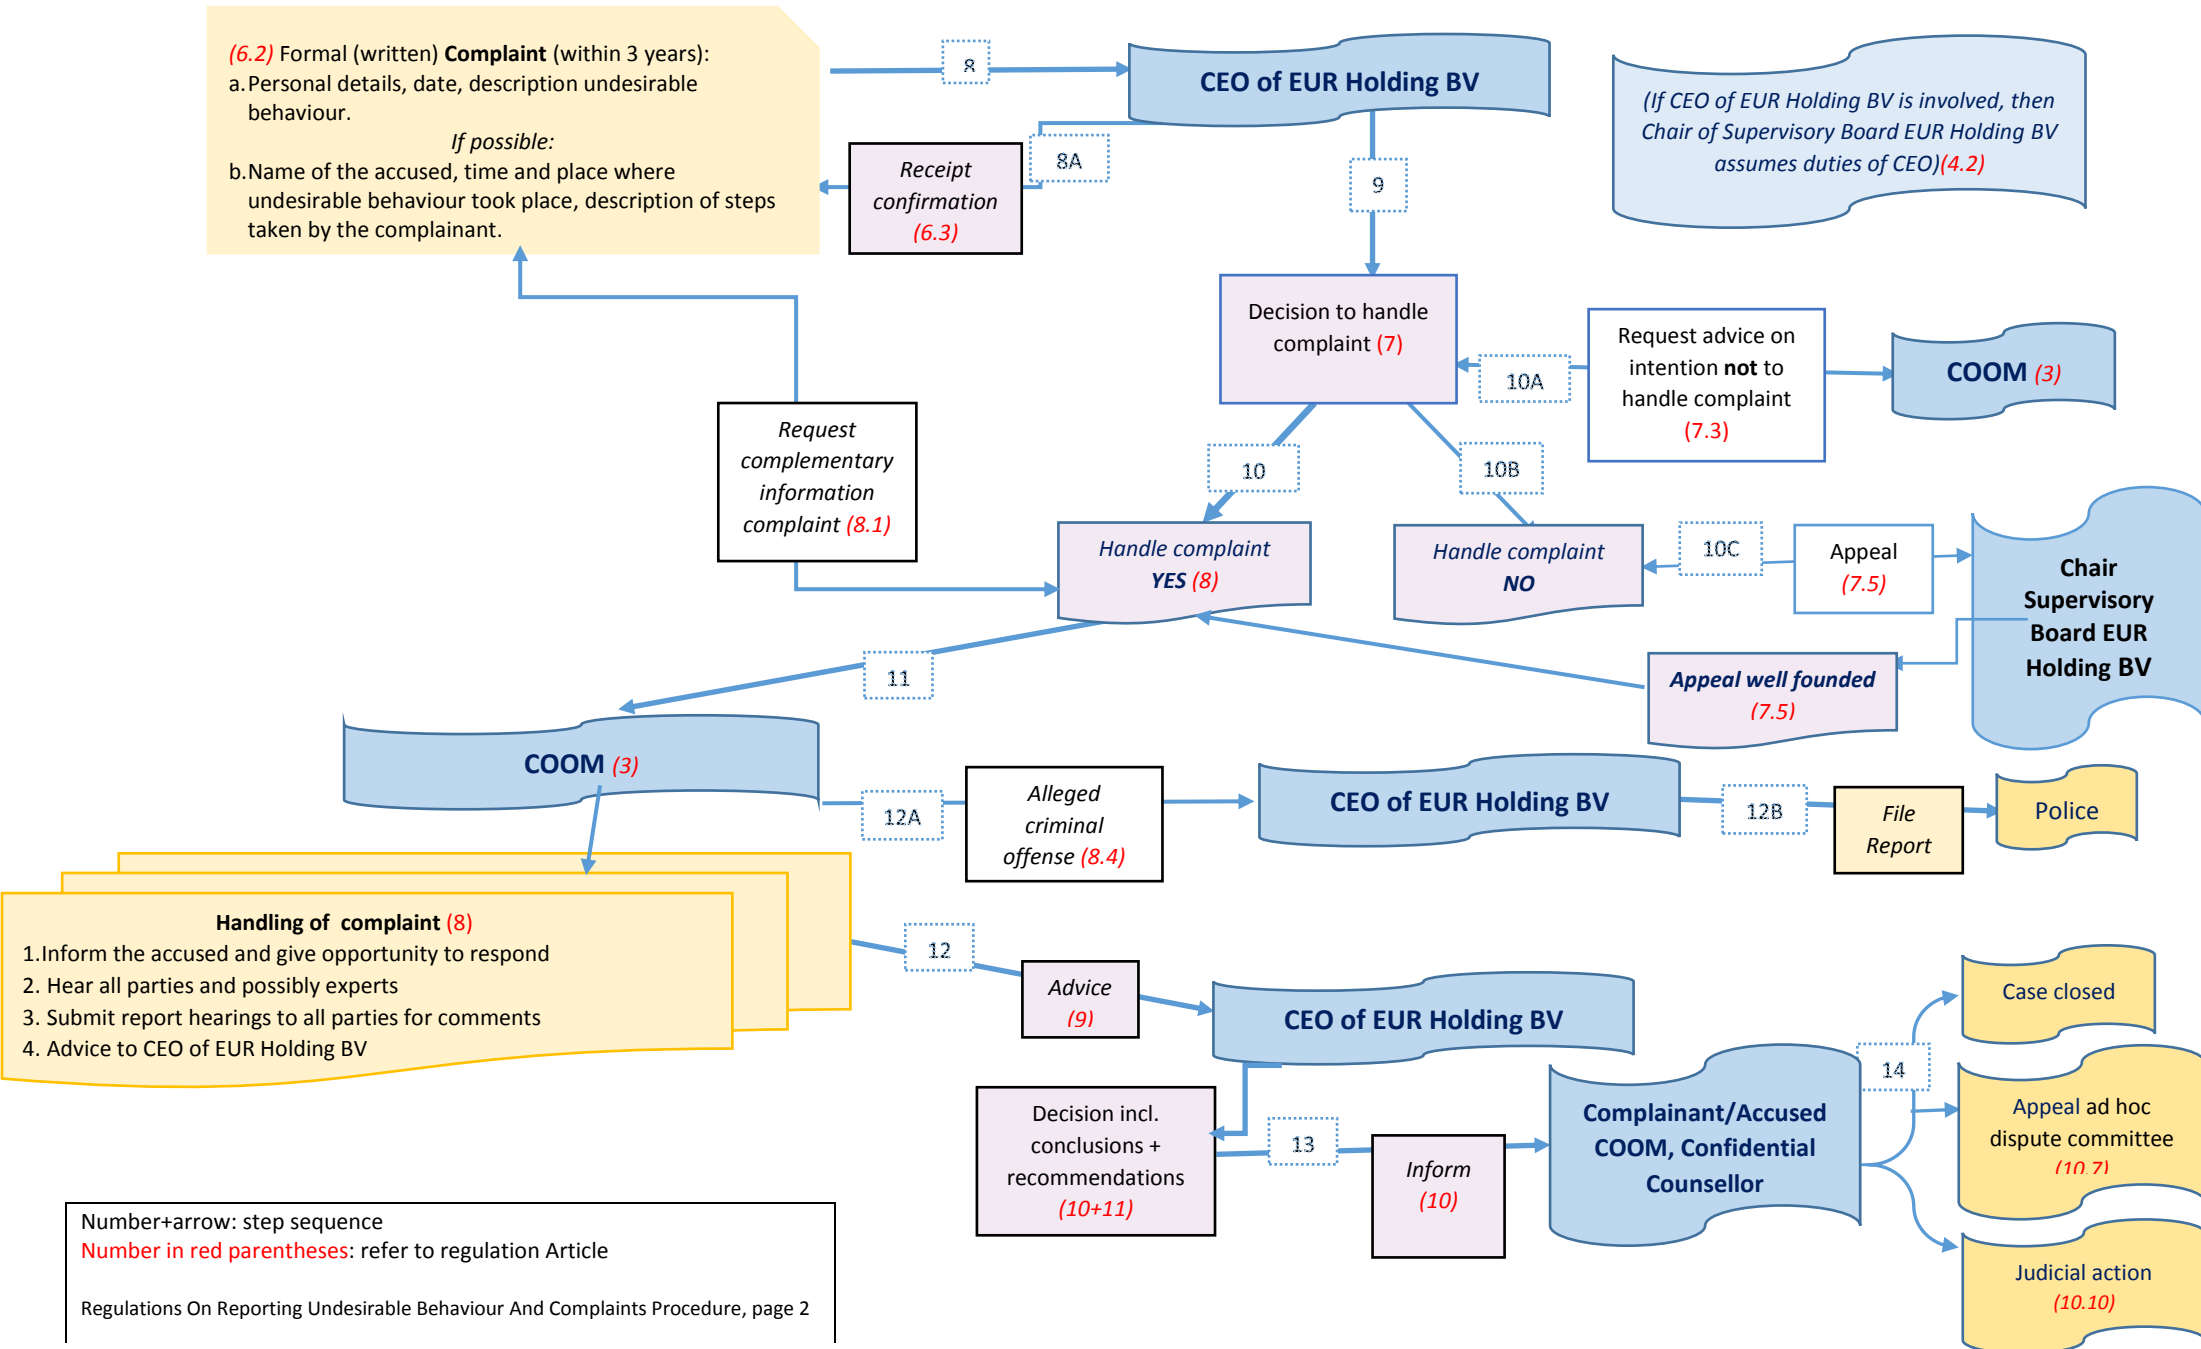 (6.2) Formal (written) Complaint (within 3 years):
a. Personal details, date, description undesirable
behaviour.
If possible:
b. Name of the accused, time and place where
undesirable behaviour took place, description of steps
taken by the complainant.
8
CEO of EUR Holding BV
(If CEO of EUR Holding BV is involved, then
Chair of Supervisory Board EUR Holding BV
assumes duties of CEO)(4.2)
8A
Receipt
confirmation
(6.3)
9
Decision to handle
complaint (7)
10A
Request advice on
intention not to
handle complaint
(7.3)
COOM (3)
Request
complementary
information
complaint (8.1)
10
10B
Handle complaint
YES (8)
Handle complaint
NO
10C
Appeal
(7.5)
Chair
Supervisory
Board EUR
Holding BV
11
Appeal well founded
(7.5)
COOM (3)
12A
Alleged
criminal
offense (8.4)
CEO of EUR Holding BV
12B
File
Report
Police
Handling of complaint (8)
1.Inform the accused and give opportunity to respond
2. Hear all parties and possibly experts
3. Submit report hearings to all parties for comments
4. Advice to CEO of EUR Holding BV
12
Advice
(9)
CEO of EUR Holding BV
Decision incl.
conclusions +
recommendations
(10+11)
13
Inform
(10)
Complainant/Accused
COOM, Confidential
Counsellor
14
Case closed
Appeal ad hoc
dispute committee
(10.7)
Judicial action
(10.10)
Number+arrow: step sequence
Number in red parentheses: refer to regulation Article
Regulations On Reporting Undesirable Behaviour And Complaints Procedure, page 2